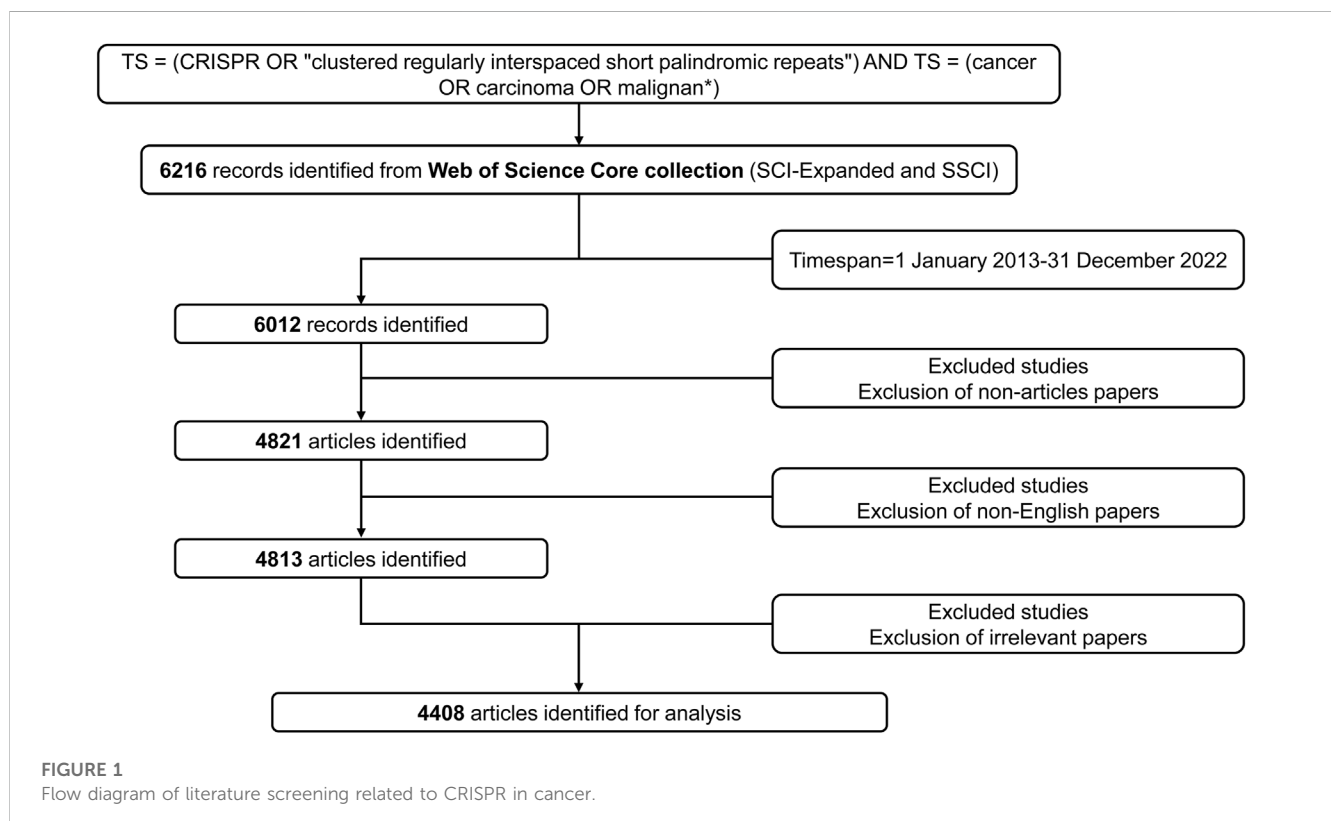 TS = (CRISPR OR "clustered regularly interspaced short palindromic repeats") AND TS = (cancer
OR carcinoma OR malignan*)
6216 records identified from Web of Science Core collection (SCI-Expanded and SSCI)
Timespan=1 January 2013-31 December 2022
6012 records identified
Excluded studies
Exclusion of non-articles papers
4821 articles identified
Excluded studies
Exclusion of non-English papers
4813 articles identified
Excluded studies
Exclusion of irrelevant papers
4408 articles identified for analysis
FIGURE 1
Flow diagram of literature screening related to CRISPR in cancer.